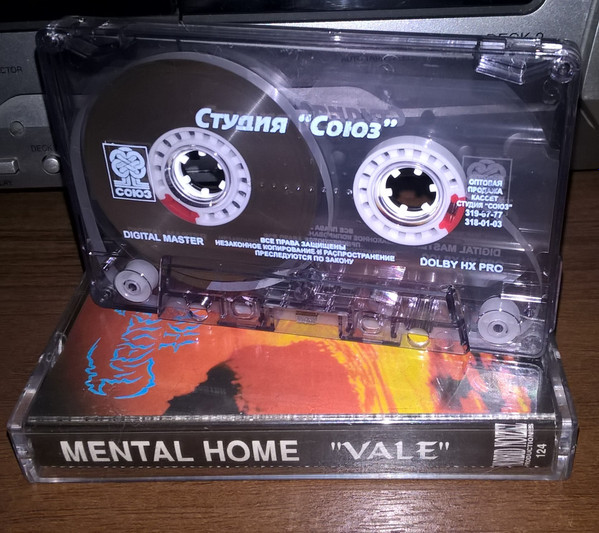 DECK
Студия "Союз"
СОЮЗ
ОПТОВАЯ
ПРОДАЖА
КАССЕТ
СТУДИЯ "СОЮЗ"
319-67-77
318-01-03
DIGITAL MASTER
ВСЕ ПРАВА ЗАЩИЩЕНЫ
НЕЗАКОННОЕ КОПИРОВАНИЕ И РАСПРОСТРАНЕНИЕ
ПРЕСЛЕДУЮТСЯ ПО ЗАКОНУ
DOLBY HX PRO
MENTAL HOME "VALE"
124